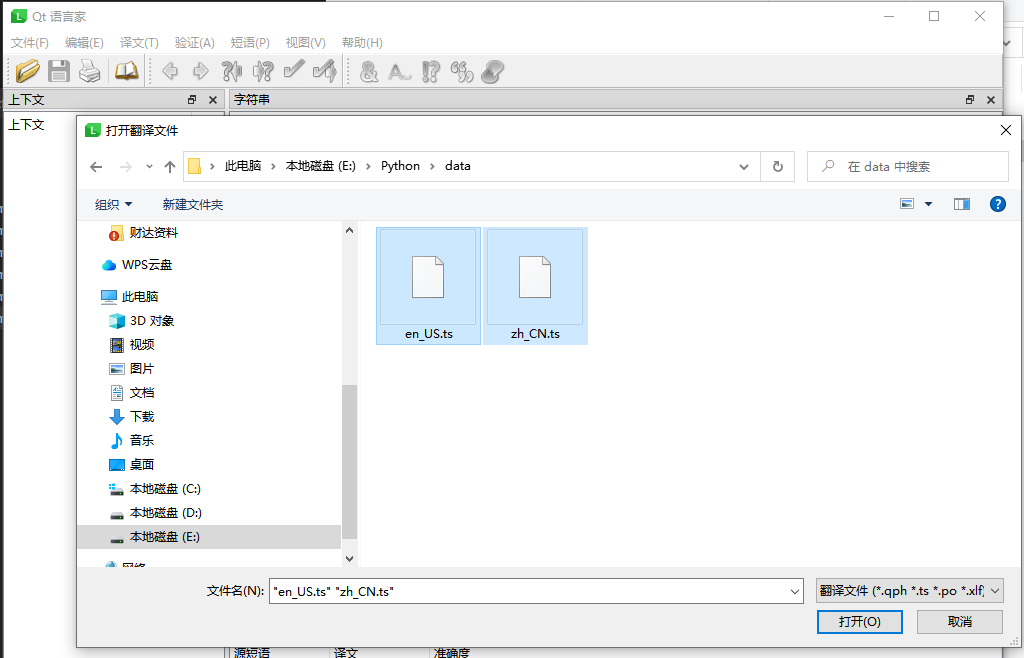 Qt 语言家
文件(F) 编辑(E) 译文(T) 验证(A) 短语(P) 视图(V) 帮助(H)
上下文 字符串
上下文
打开翻译文件
此电脑 本地磁盘 (E:) Python data 在 data 中搜索
组织 新建文件夹
财达资料
WPS云盘
此电脑
3D 对象
视频
图片
文档
下载
音乐
桌面
本地磁盘 (C:)
本地磁盘 (D:)
本地磁盘 (E:)
网络
en_US.ts zh_CN.ts
文件名(N): "en_US.ts" "zh_CN.ts" 翻译文件 (*.qph *.ts *.po *.xlf
打开(O) 取消
源短语 译文 准确度